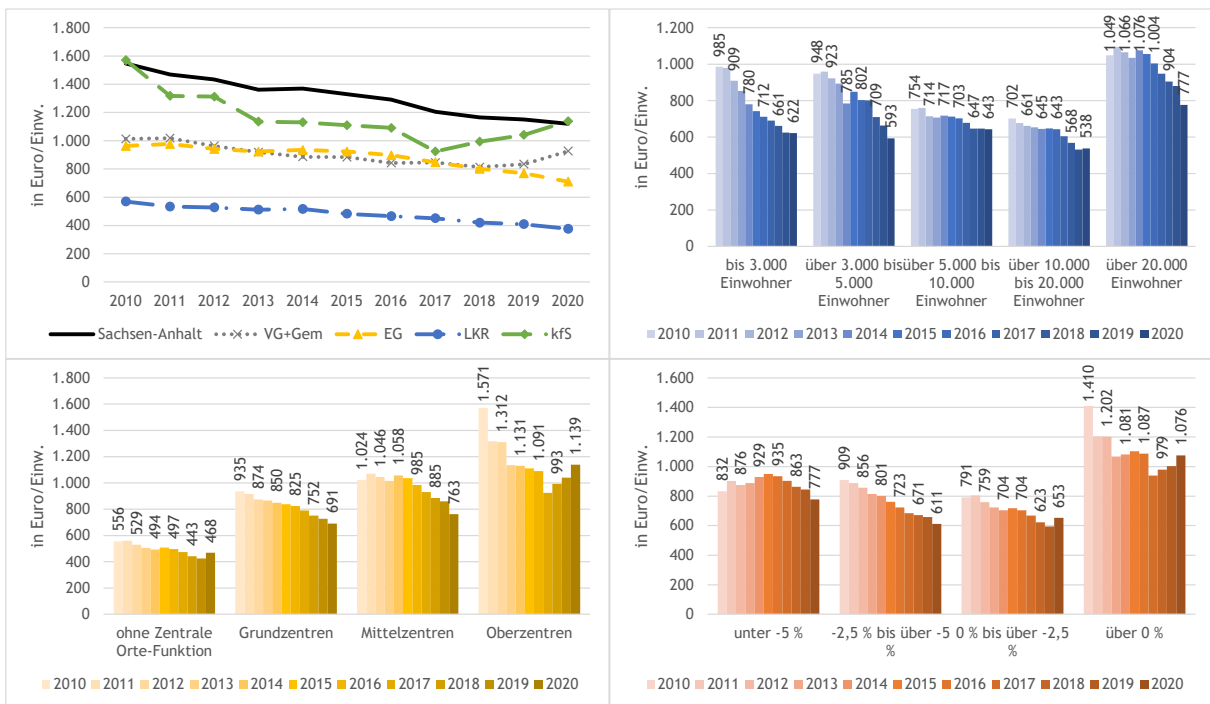 1.800
1.600
1.400
1.200
1.000
800
600
400
200
0
in Euro/Einw.
2010 2011 2012 2013 2014 2015 2016 2017 2018 2019 2020
Sachsen-Anhalt VG+Gem EG LKR kfS
1.200
1.000
800
600
400
200
0
in Euro/Einw.
985 909 780 712 661 622
948 923 785 802 709 593
754 714 717 703 647 643
702 661 645 643 568 538
1.049 1.066 1.076 1.004 904 777
bis 3.000
Einwohner
über 3.000 bis
5.000
Einwohner
über 5.000 bis
10.000
Einwohner
über 10.000
bis 20.000
Einwohner
über 20.000
Einwohner
2010 2011 2012 2013 2014 2015 2016 2017 2018 2019 2020
1.800
1.600
1.400
1.200
1.000
800
600
400
200
0
in Euro/Einw.
556 529 494 497 443 468
935 874 850 825 752 691
1.024 1.046 1.058 985 885 763
1.571 1.312 1.131 1.091 993 1.139
ohne Zentrale
Orte-Funktion
Grundzentren
Mittelzentren
Oberzentren
2010 2011 2012 2013 2014 2015 2016 2017 2018 2019 2020
1.600
1.400
1.200
1.000
800
600
400
200
0
in Euro/Einw.
832 876 929 935 863 777
909 856 801 723 671 611
791 759 704 704 623 653
1.410 1.202 1.081 1.087 979 1.076
unter -5 %
-2,5 % bis über -5
%
0 % bis über -2,5
%
über 0 %
2010 2011 2012 2013 2014 2015 2016 2017 2018 2019 2020